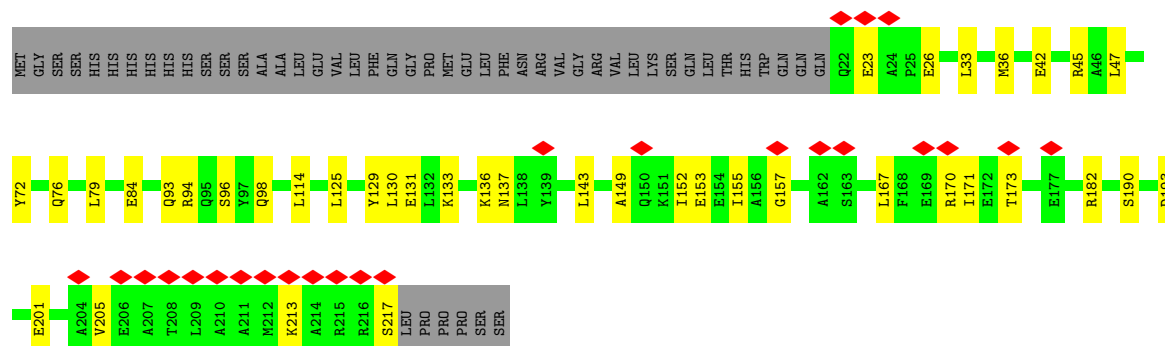 MET GLY SER SER HIS HIS HIS HIS HIS HIS SER SER SER ALA ALA LEU GLU VAL LEU PHE GLN GLY PRO MET GLU LEU PHE ASN ARG VAL GLY ARG VAL LEU LYS SER GLN LEU THR HIS TRP GLN GLN GLN Q22 E23 A24 P25 E26 L33 M36 E42 R45 A46 L47
Y72 Q76 L79 E84 Q93 R94 Q95 S96 Y97 Q98 L114 L125 Y129 L130 E131 L132 K133 K136 N137 L138 Y139 L143 A149 Q150 K151 I152 E153 E154 I155 A156 G157 A162 S163 L167 F168 E169 R170 I171 E172 T173 E177 R182 S190
E201 A204 V205 E206 A207 T208 L209 A210 A211 M212 K213 A214 R215 R216 S217 LEU PRO PRO PRO SER SER